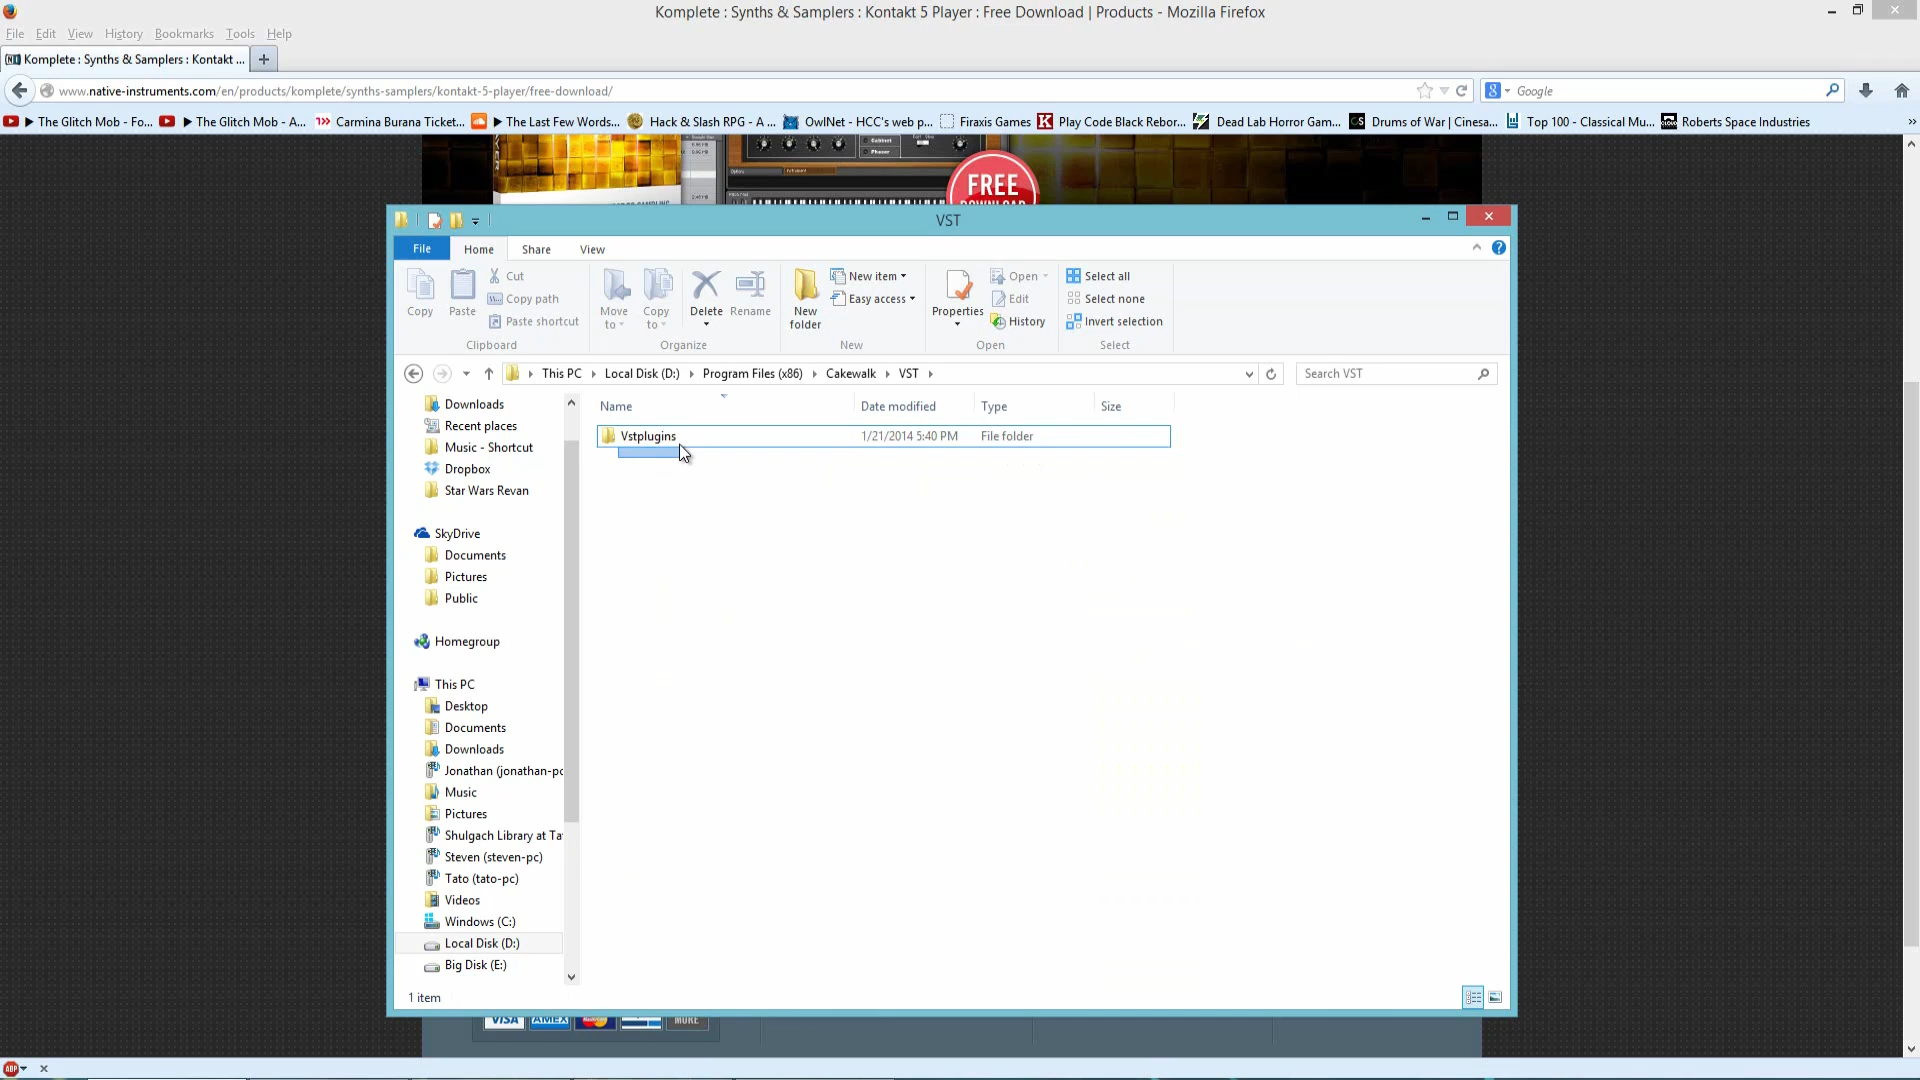 Komplete : Synths & Samplers : Kontakt 5 Player : Free Download | Products - Mozilla Firefox
File Edit View History Bookmarks Tools Help
Komplete : Synths & Samplers : Kontakt ...
www.native-instruments.com/en/products/komplete/synths-samplers/kontakt-5-player/free-download/
Google
The Glitch Mob - Fo... The Glitch Mob - A... Carmina Burana Ticket... The Last Few Words... Hack & Slash RPG - A ... OwlNet - HCC's web p... Firaxis Games Play Code Black Rebor... Dead Lab Horror Gam... Drums of War | Cinesa... Top 100 - Classical Mu... Roberts Space Industries
FREE
VST
File Home Share View
Copy
Paste
Cut
Copy path
Paste shortcut
Clipboard
Move to
Copy to
Delete
Rename
Organize
New folder
New item
Easy access
New
Properties
Open
Edit
History
Open
Select all
Select none
Invert selection
Select
This PC Local Disk (D:) Program Files (x86) Cakewalk VST
Search VST
Downloads
Recent places
Music - Shortcut
Dropbox
Star Wars Revan
SkyDrive
Documents
Pictures
Public
Homegroup
This PC
Desktop
Documents
Downloads
Jonathan (jonathan-pc
Music
Pictures
Shulgach Library at Ta
Steven (steven-pc)
Tato (tato-pc)
Videos
Windows (C:)
Local Disk (D:)
Big Disk (E:)
Name Date modified Type Size
Vstplugins 1/21/2014 5:40 PM File folder
1 item
VISA AMEX MORE
ABP